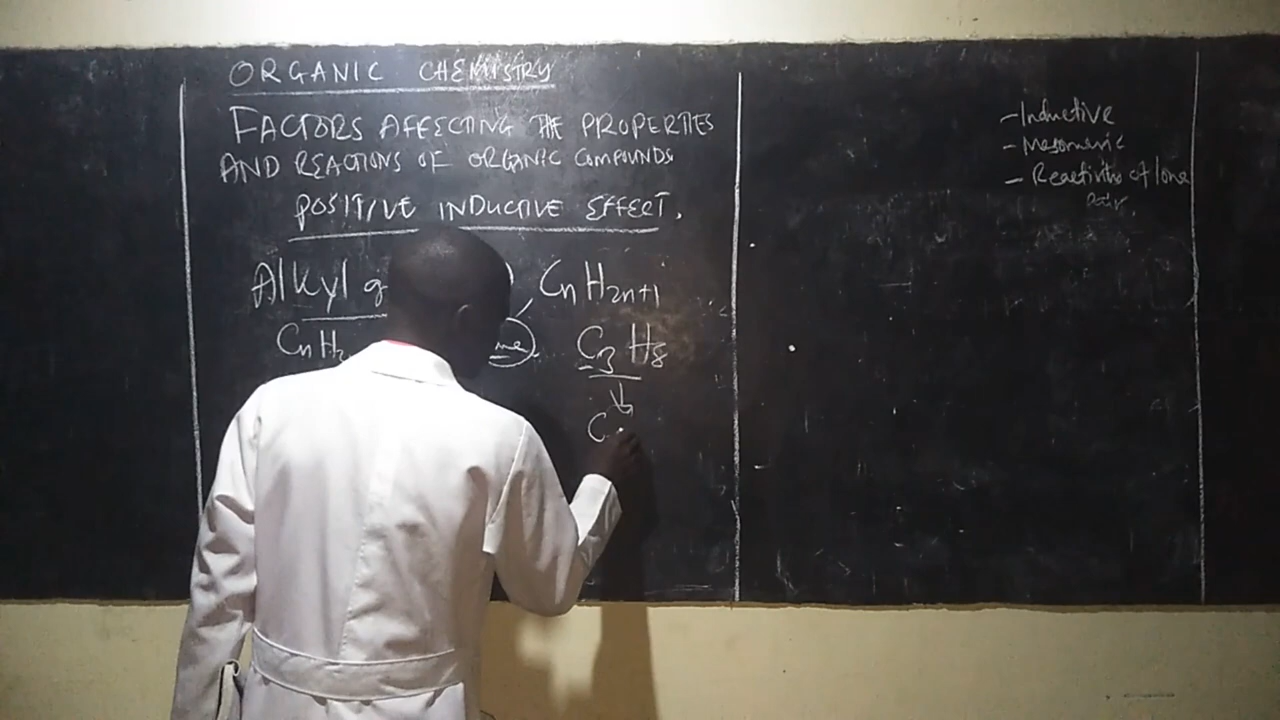 ORGANIC CHEMISTRY
FACTORS AFFECTING THE PROPERTIES
AND REACTIONS OF ORGANIC COMPOUNDS
POSITIVE INDUCTIVE EFFECT.
Alkyl g CnH2n+1
CnH2 ane). C3H8
C
- Inductive
- Mesomeric
- Reactivity of lone
Pair